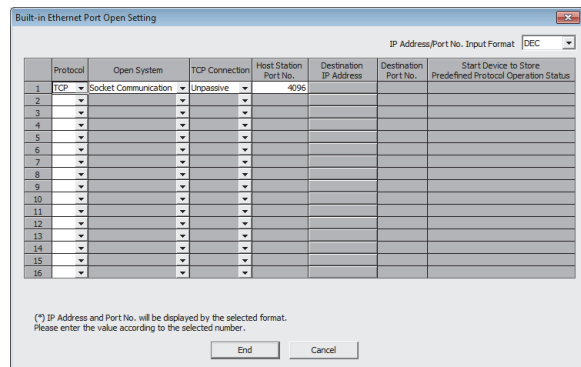 Built-in Ethernet Port Open Setting
IP Address/Port No. Input Format DEC
Protocol Open System TCP Connection Host Station Port No. Destination IP Address Destination Port No. Start Device to Store Predefined Protocol Operation Status
1 TCP Socket Communication Unpassive 4096
2
3
4
5
6
7
8
9
10
11
12
13
14
15
16
(*) IP Address and Port No. will be displayed by the selected format.
Please enter the value according to the selected number.
End Cancel